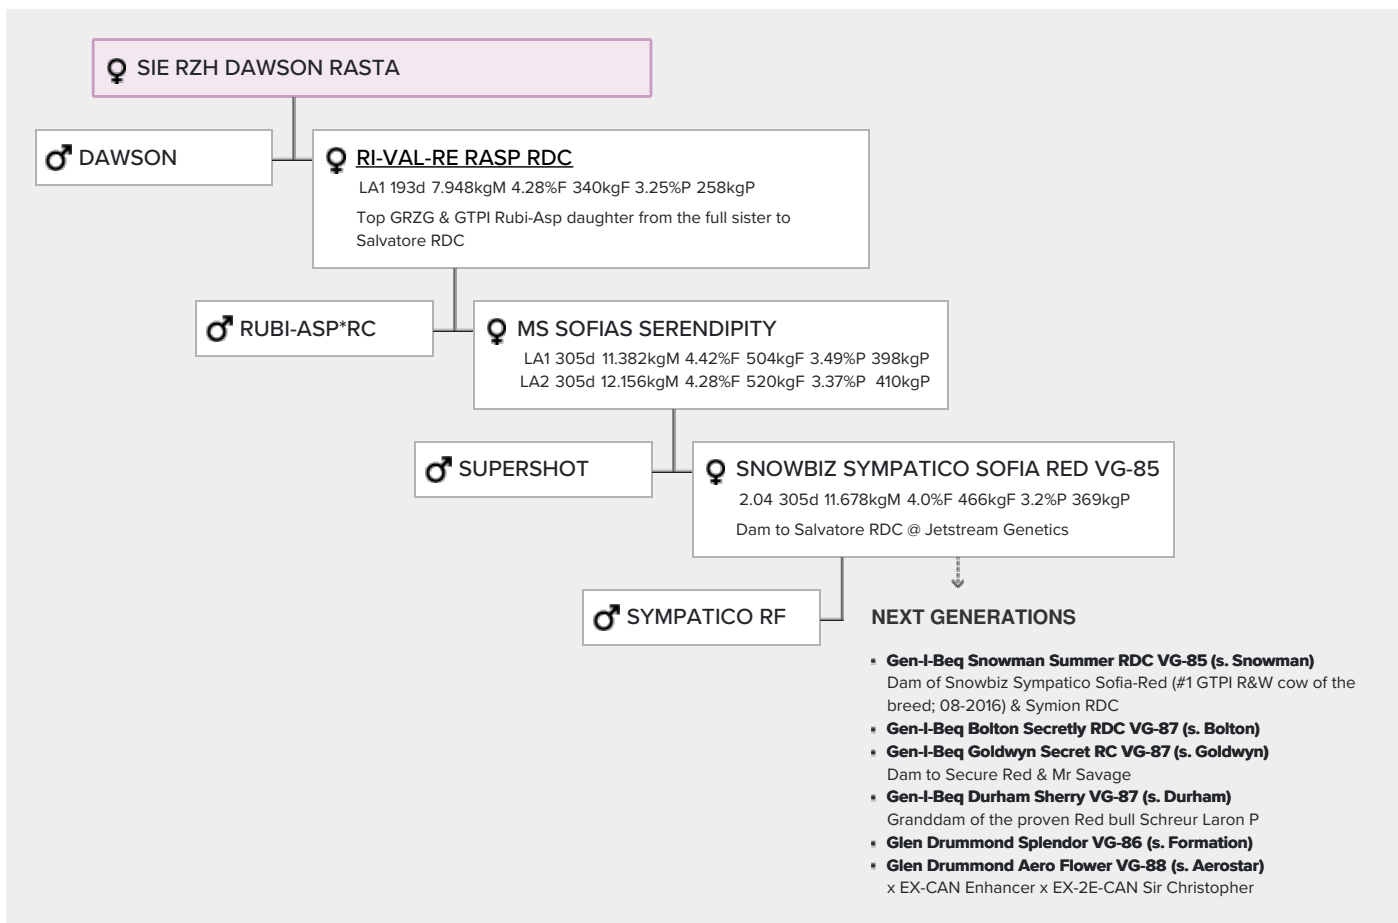 SIE RZH DAWSON RASTA
DAWSON
RI-VAL-RE RASP RDC
LA1 193d 7.948kgM 4.28%F 340kgF 3.25%P 258kgP
Top GRZG & GTPI Rubi-Asp daughter from the full sister to
Salvatore RDC
RUBI-ASP*RC
MS SOFIAS SERENDIPITY
LA1 305d 11.382kgM 4.42%F 504kgF 3.49%P 398kgP
LA2 305d 12.156kgM 4.28%F 520kgF 3.37%P 410kgP
SUPERSHOT
SNOWBIZ SYMPATICO SOFIA RED VG-85
2.04 305d 11.678kgM 4.0%F 466kgF 3.2%P 369kgP
Dam to Salvatore RDC @ Jetstream Genetics
SYMPATICO RF
NEXT GENERATIONS
Gen-I-Beq Snowman Summer RDC VG-85 (s. Snowman)
Dam of Snowbiz Sympatico Sofia-Red (#1 GTPI R&W cow of the
breed; 08-2016) & Symion RDC
Gen-I-Beq Bolton Secretly RDC VG-87 (s. Bolton)
Gen-I-Beq Goldwyn Secret RC VG-87 (s. Goldwyn)
Dam to Secure Red & Mr Savage
Gen-I-Beq Durham Sherry VG-87 (s. Durham)
Granddam of the proven Red bull Schreur Laron P
Glen Drummond Splendor VG-86 (s. Formation)
Glen Drummond Aero Flower VG-88 (s. Aerostar)
x EX-CAN Enhancer x EX-2E-CAN Sir Christopher